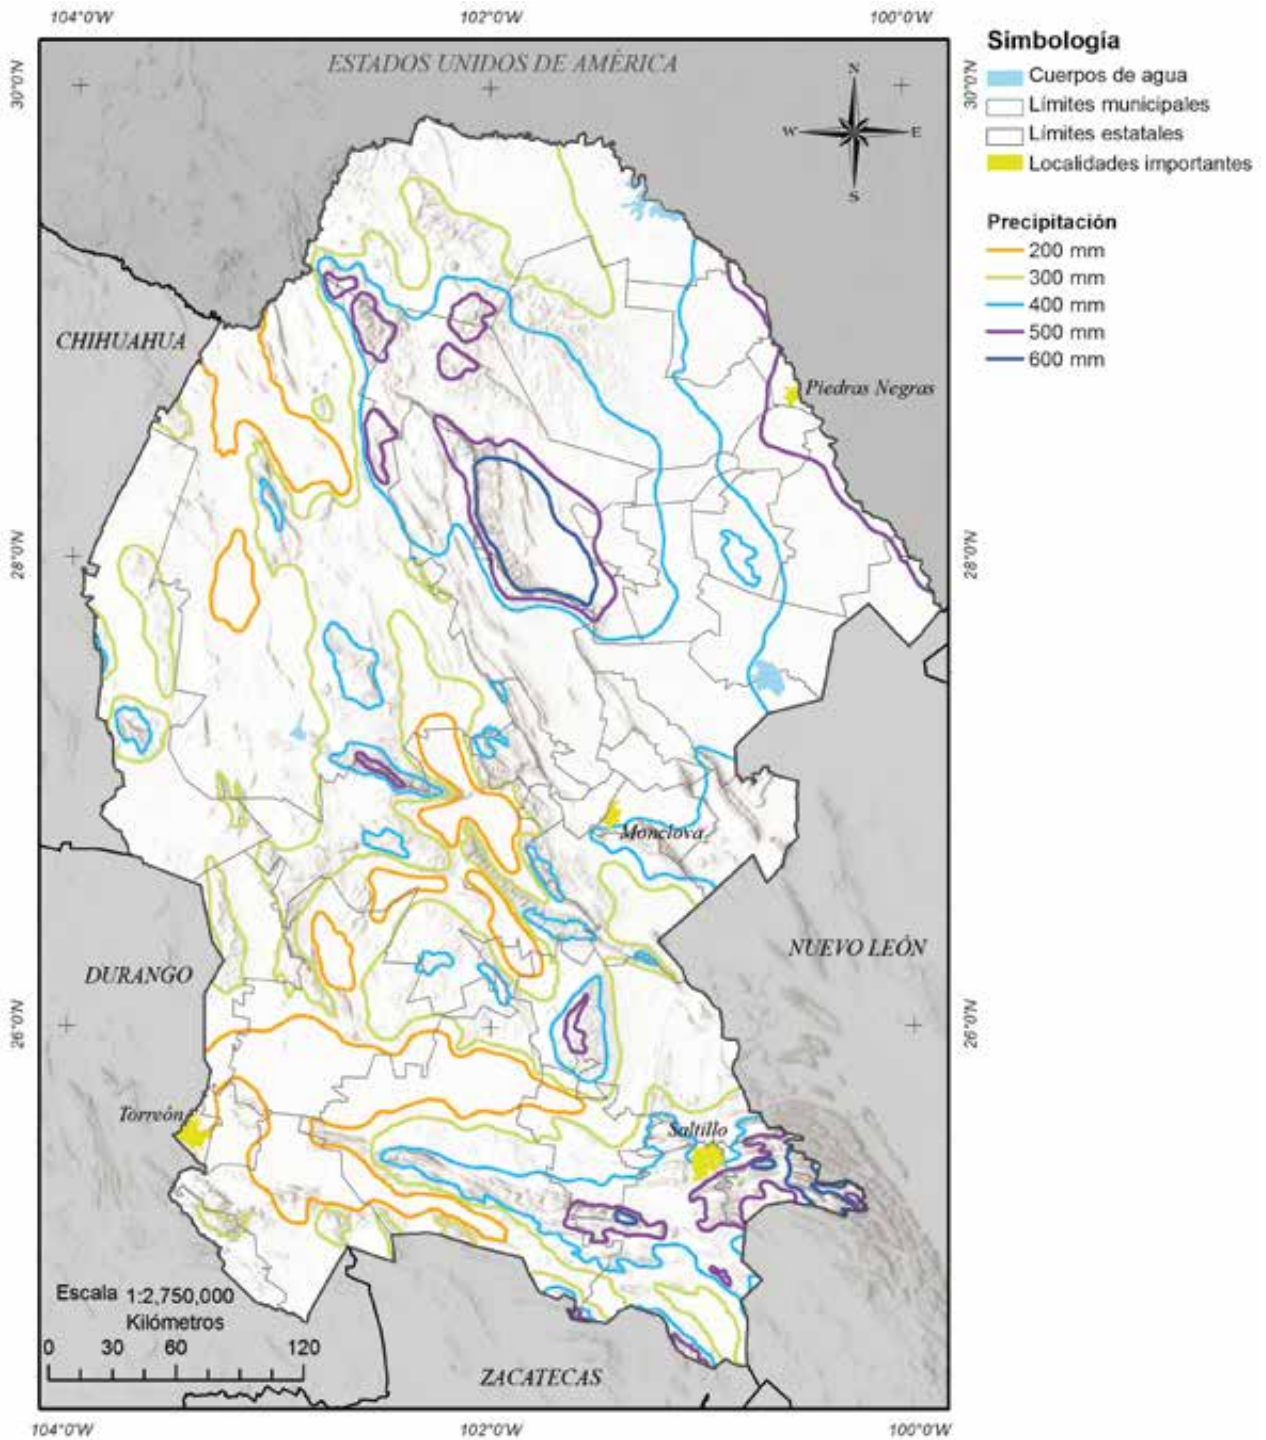 104°0'W 102°0'W 100°0'W
30°0'N
28°0'N
26°0'N
ESTADOS UNIDOS DE AMÉRICA
N
W E
S
CHIHUAHUA
Piedras Negras
Monclova
NUEVO LEÓN
DURANGO
Torreón
Saltillo
ZACATECAS
Escala 1:2,750,000
Kilómetros
0 30 60 120
104°0'W 102°0'W 100°0'W
30°0'N
28°0'N
26°0'N
Simbología
Cuerpos de agua
Límites municipales
Límites estatales
Localidades importantes
Precipitación
200 mm
300 mm
400 mm
500 mm
600 mm